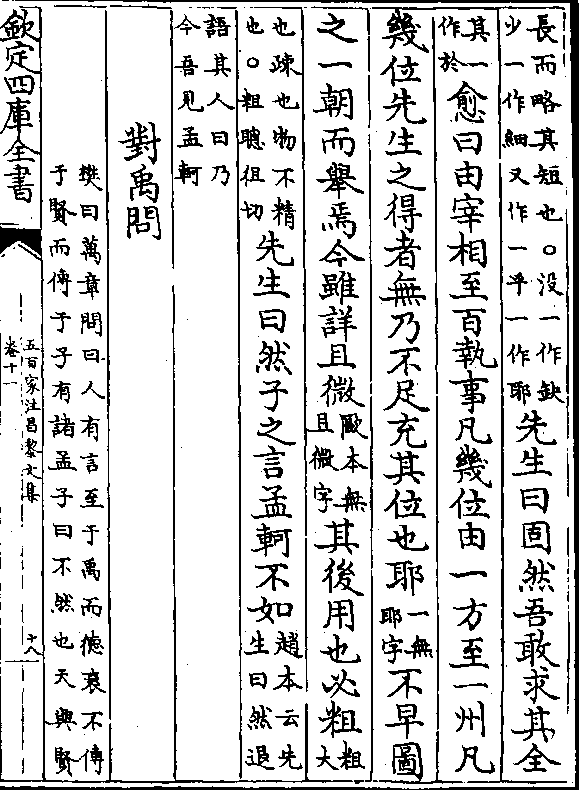 長而略其短也○没一作缺
少一作細又作一乎一作耶
先生曰固然吾敢求其全
其一
作於
愈曰由宰相至百執事凡幾位由一方至一州凡
幾位先生之得者無乃不足充其位也耶
一無
耶字
不早圖
之一朝而舉焉今雖詳且微
歐本無
且微字
其後用也必粗
粗
大
也踈也物不精
也○粗聰徂切
先生曰然子之言孟軻不如
趙本云先
生曰然退
語其人曰乃
今吾見孟軻
對禹問
樊曰萬章問曰人有言至于禹而德衰不傳
于賢而傳于子有諸孟子曰不然也天與賢
欽定四庫全書
五百家注昌黎文集
卷十一
十八